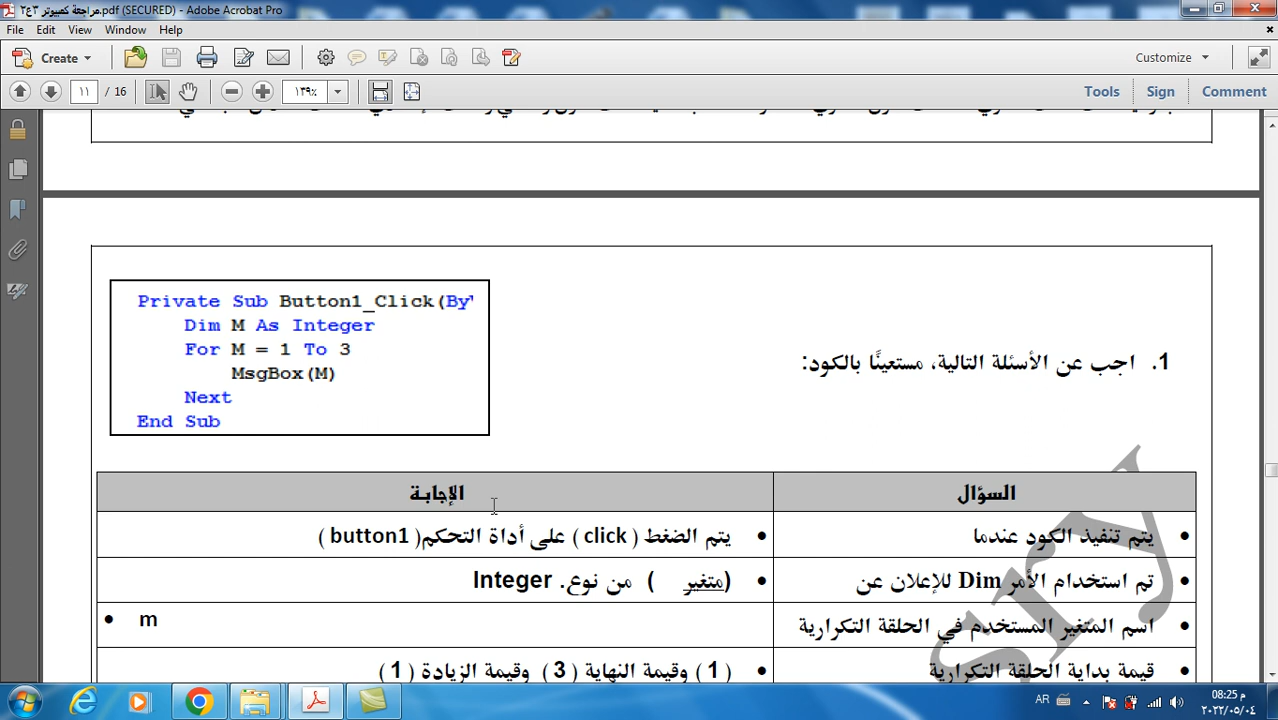 مراجعة كمبيوتر ٣ع٢.pdf (SECURED) - Adobe Acrobat Pro
File Edit View Window Help
Create Customize
١١ / 16 ١٣٩٪ Tools Sign Comment
Private Sub Button1_Click(By
Dim M As Integer
For M = 1 To 3
MsgBox(M)
Next
End Sub
1. اجب عن الأسئلة التالية، مستعينًا بالكود:
السؤال الإجابة
• يتم تنفيذ الكود عندما • يتم الضغط ( click ) على أداة التحكم( button1 )
• تم استخدام الأمر Dim للإعلان عن • (متغير ) من نوع. Integer
• اسم المتغير المستخدم في الحلقة التكرارية • m
• قيمة بداية الحلقة التكرارية • ( 1 ) وقيمة النهاية ( 3 ) وقيمة الزيادة ( 1 )
AR 08:25 م
٢٠٢٢/٠٥/٠٤